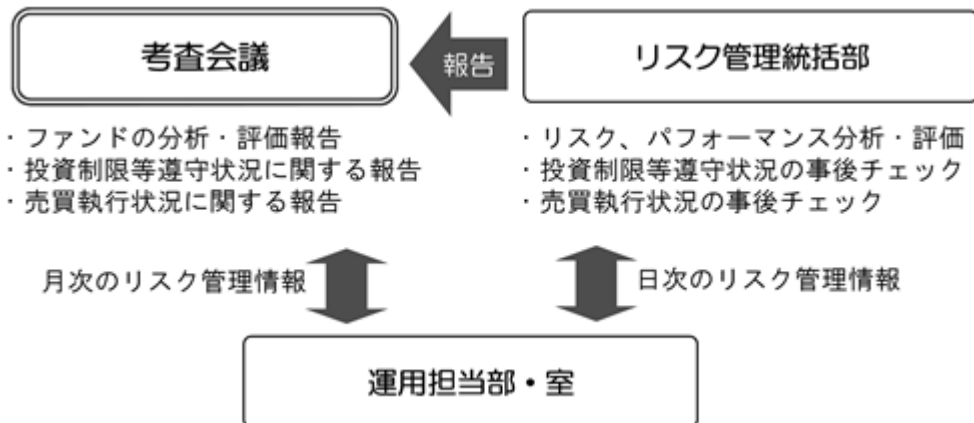 考査会議
報告
リスク管理統括部
・ファンドの分析・評価報告
・投資制限等遵守状況に関する報告
・売買執行状況に関する報告
・リスク、パフォーマンス分析・評価
・投資制限等遵守状況の事後チェック
・売買執行状況の事後チェック
月次のリスク管理情報
日次のリスク管理情報
運用担当部・室